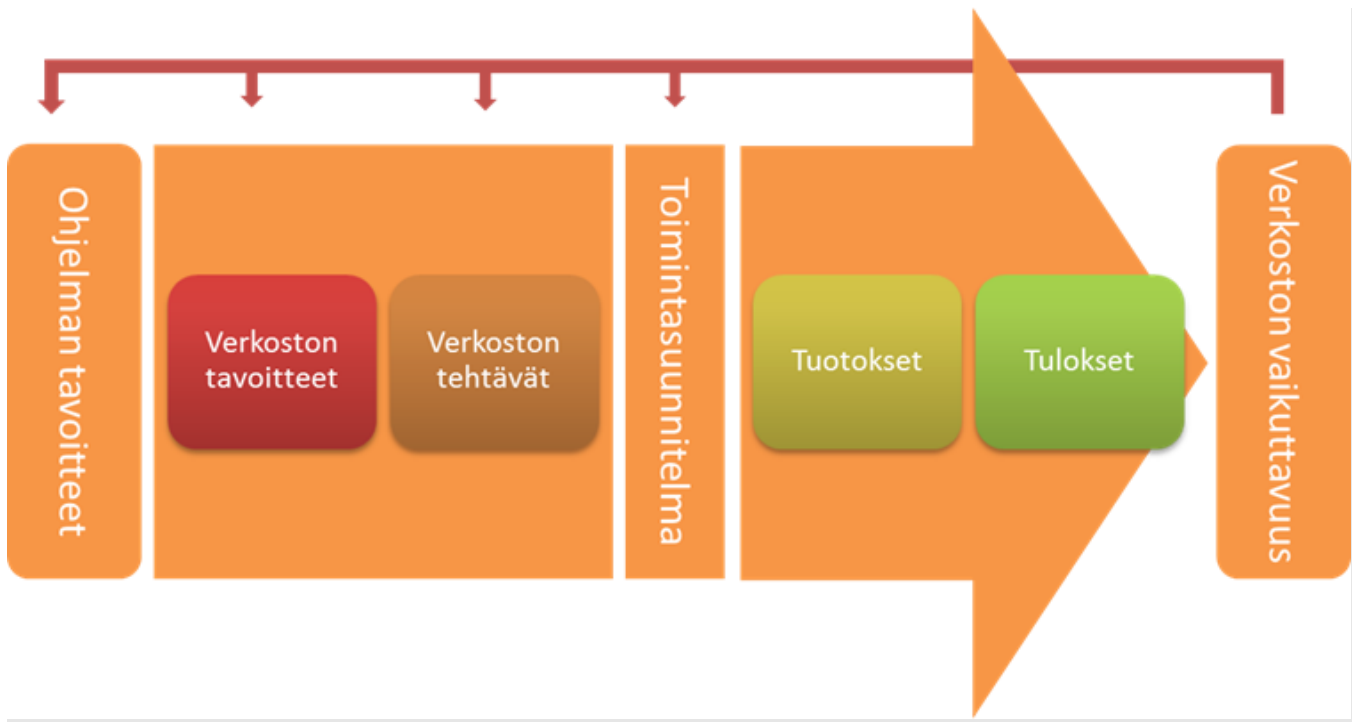 Ohjelman tavoitteet
Verkoston
tavoitteet
Verkoston
tehtävät
Toimintasuunnitelma
Tuotokset
Tulokset
Verkoston vaikuttavuus